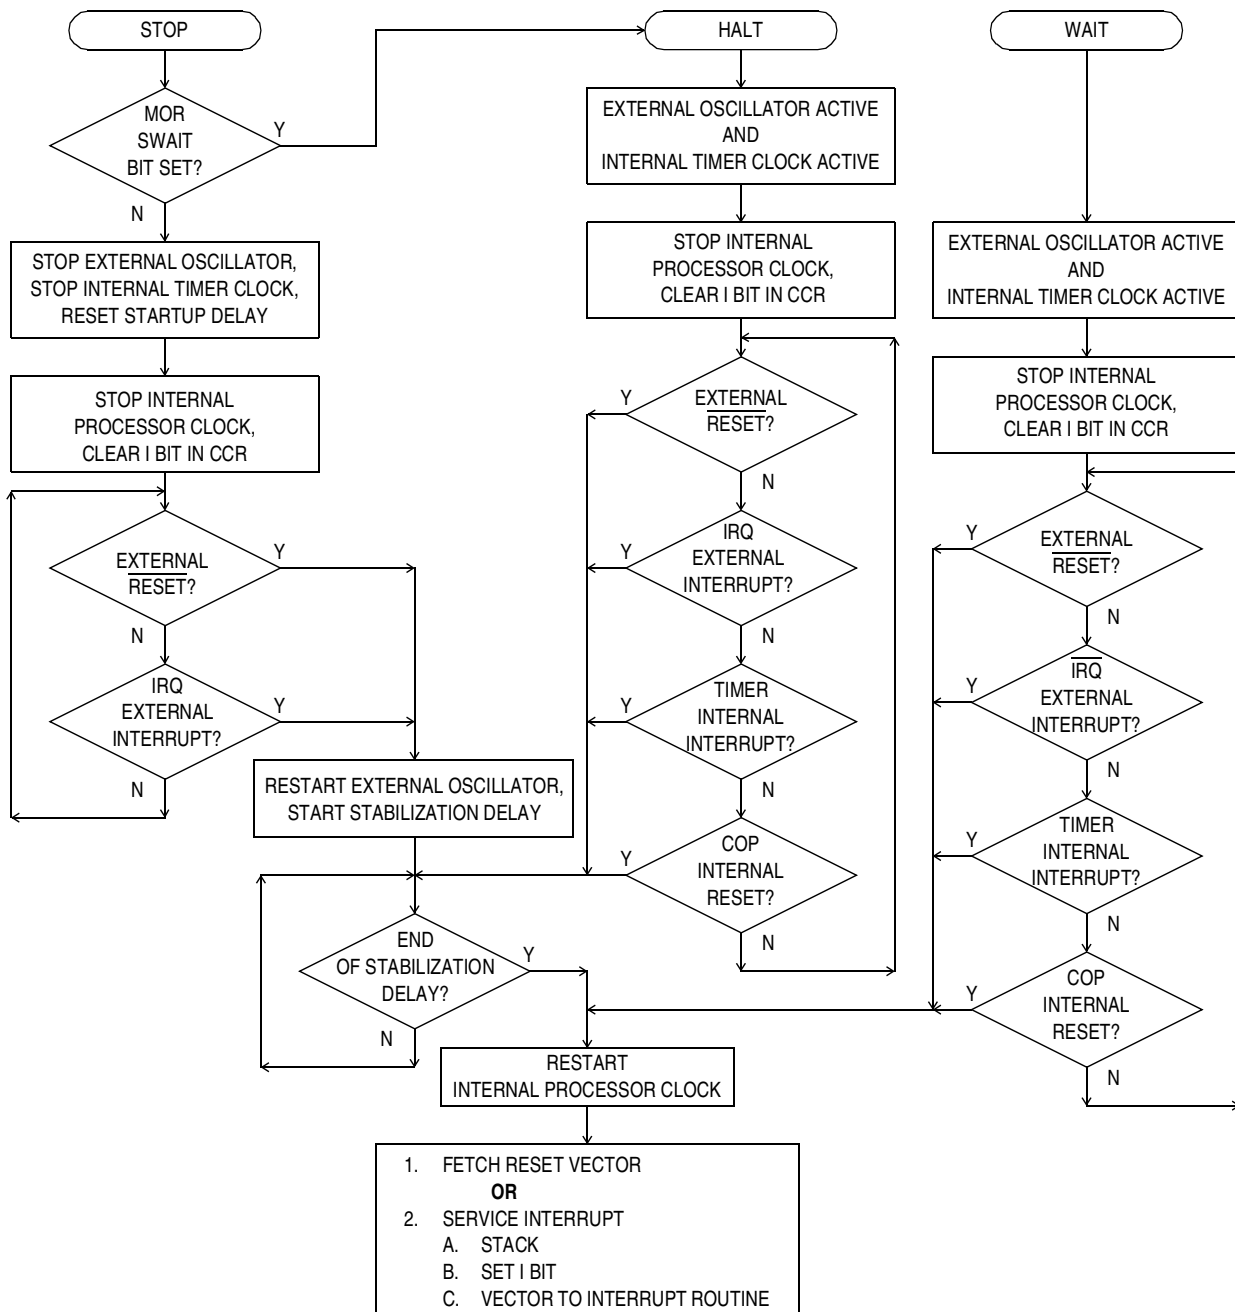 STOP
MOR
SWAIT
BIT SET?
Y
N
STOP EXTERNAL OSCILLATOR,
STOP INTERNAL TIMER CLOCK,
RESET STARTUP DELAY
STOP INTERNAL
PROCESSOR CLOCK,
CLEAR I BIT IN CCR
EXTERNAL
RESET?
Y
N
IRQ
EXTERNAL
INTERRUPT?
Y
N
RESTART EXTERNAL OSCILLATOR,
START STABILIZATION DELAY
END
OF STABILIZATION
DELAY?
Y
N
HALT
EXTERNAL OSCILLATOR ACTIVE
AND
INTERNAL TIMER CLOCK ACTIVE
STOP INTERNAL
PROCESSOR CLOCK,
CLEAR I BIT IN CCR
Y
EXTERNAL
RESET?
N
Y
IRQ
EXTERNAL
INTERRUPT?
N
Y
TIMER
INTERNAL
INTERRUPT?
N
Y
COP
INTERNAL
RESET?
N
WAIT
EXTERNAL OSCILLATOR ACTIVE
AND
INTERNAL TIMER CLOCK ACTIVE
STOP INTERNAL
PROCESSOR CLOCK,
CLEAR I BIT IN CCR
Y
EXTERNAL
RESET?
N
Y
IRQ
EXTERNAL
INTERRUPT?
N
Y
TIMER
INTERNAL
INTERRUPT?
N
Y
COP
INTERNAL
RESET?
N
RESTART
INTERNAL PROCESSOR CLOCK
1. FETCH RESET VECTOR
OR
2. SERVICE INTERRUPT
A. STACK
B. SET I BIT
C. VECTOR TO INTERRUPT ROUTINE